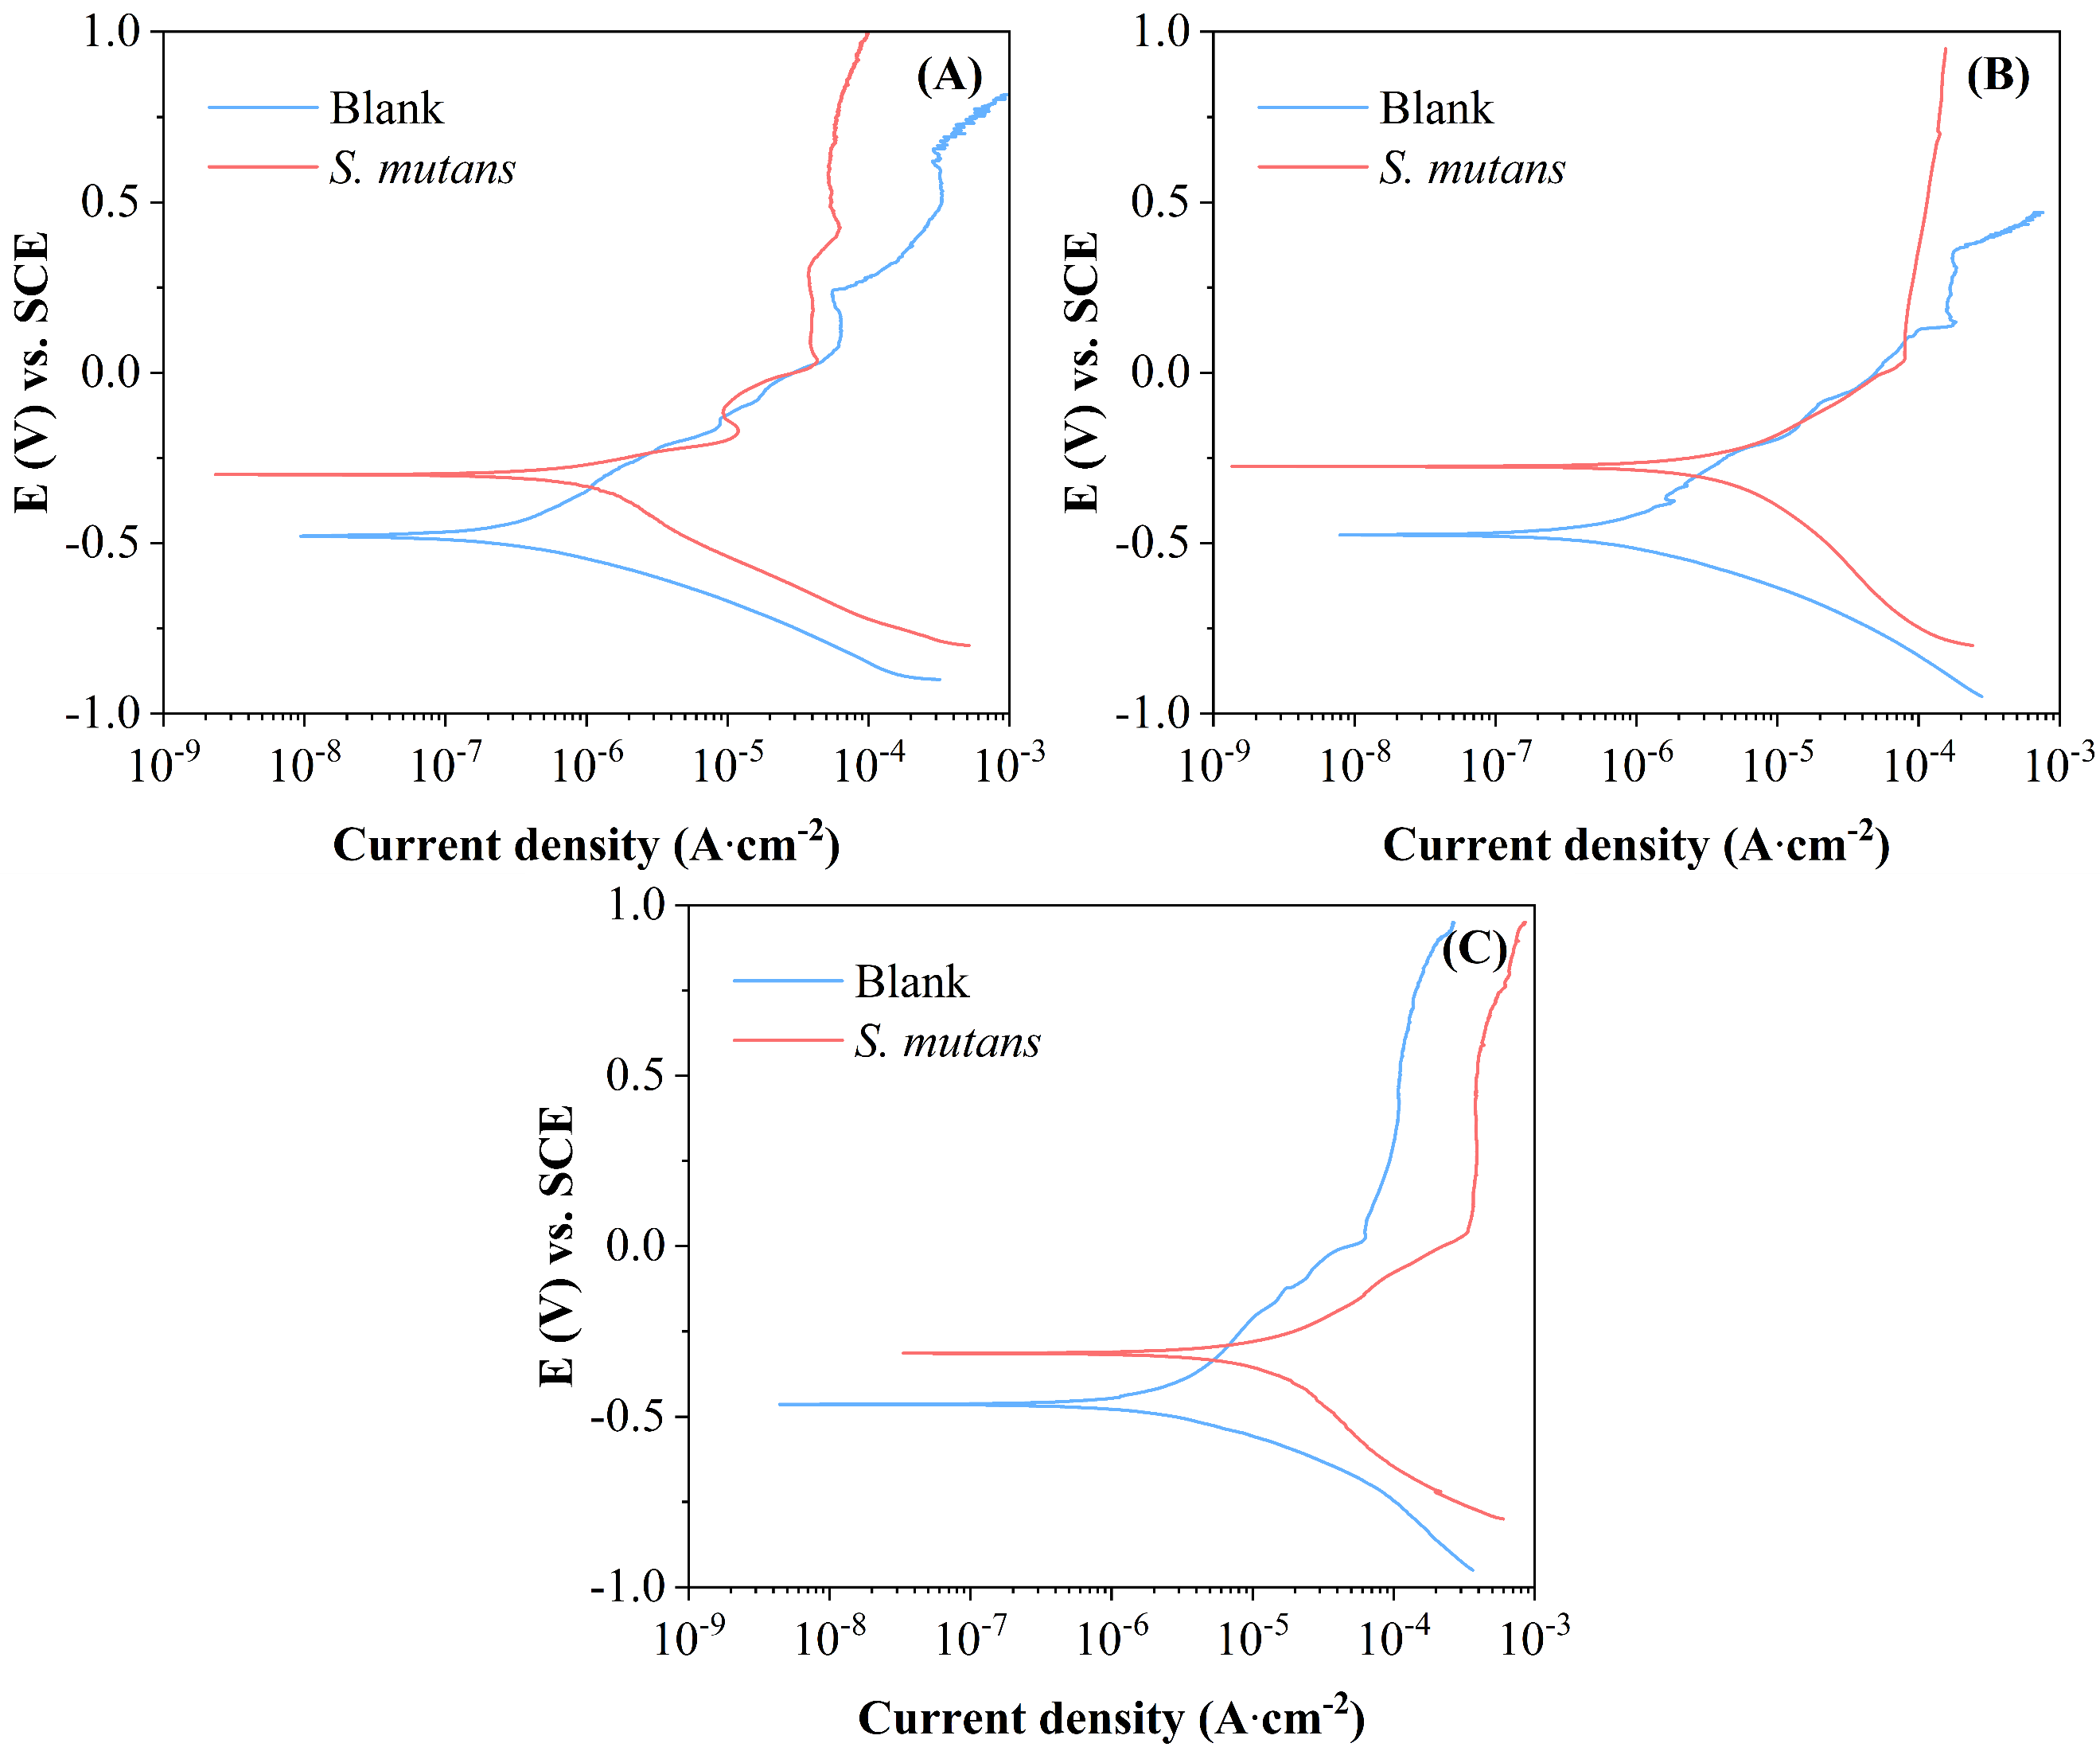 (A)
Blank
S. mutans
1.0
0.5
0.0
-0.5
-1.0
E (V) vs. SCE
10-9 10-8 10-7 10-6 10-5 10-4 10-3
Current density (A·cm-2)
(B)
Blank
S. mutans
1.0
0.5
0.0
-0.5
-1.0
E (V) vs. SCE
10-9 10-8 10-7 10-6 10-5 10-4 10-3
Current density (A·cm-2)
(C)
Blank
S. mutans
1.0
0.5
0.0
-0.5
-1.0
E (V) vs. SCE
10-9 10-8 10-7 10-6 10-5 10-4 10-3
Current density (A·cm-2)